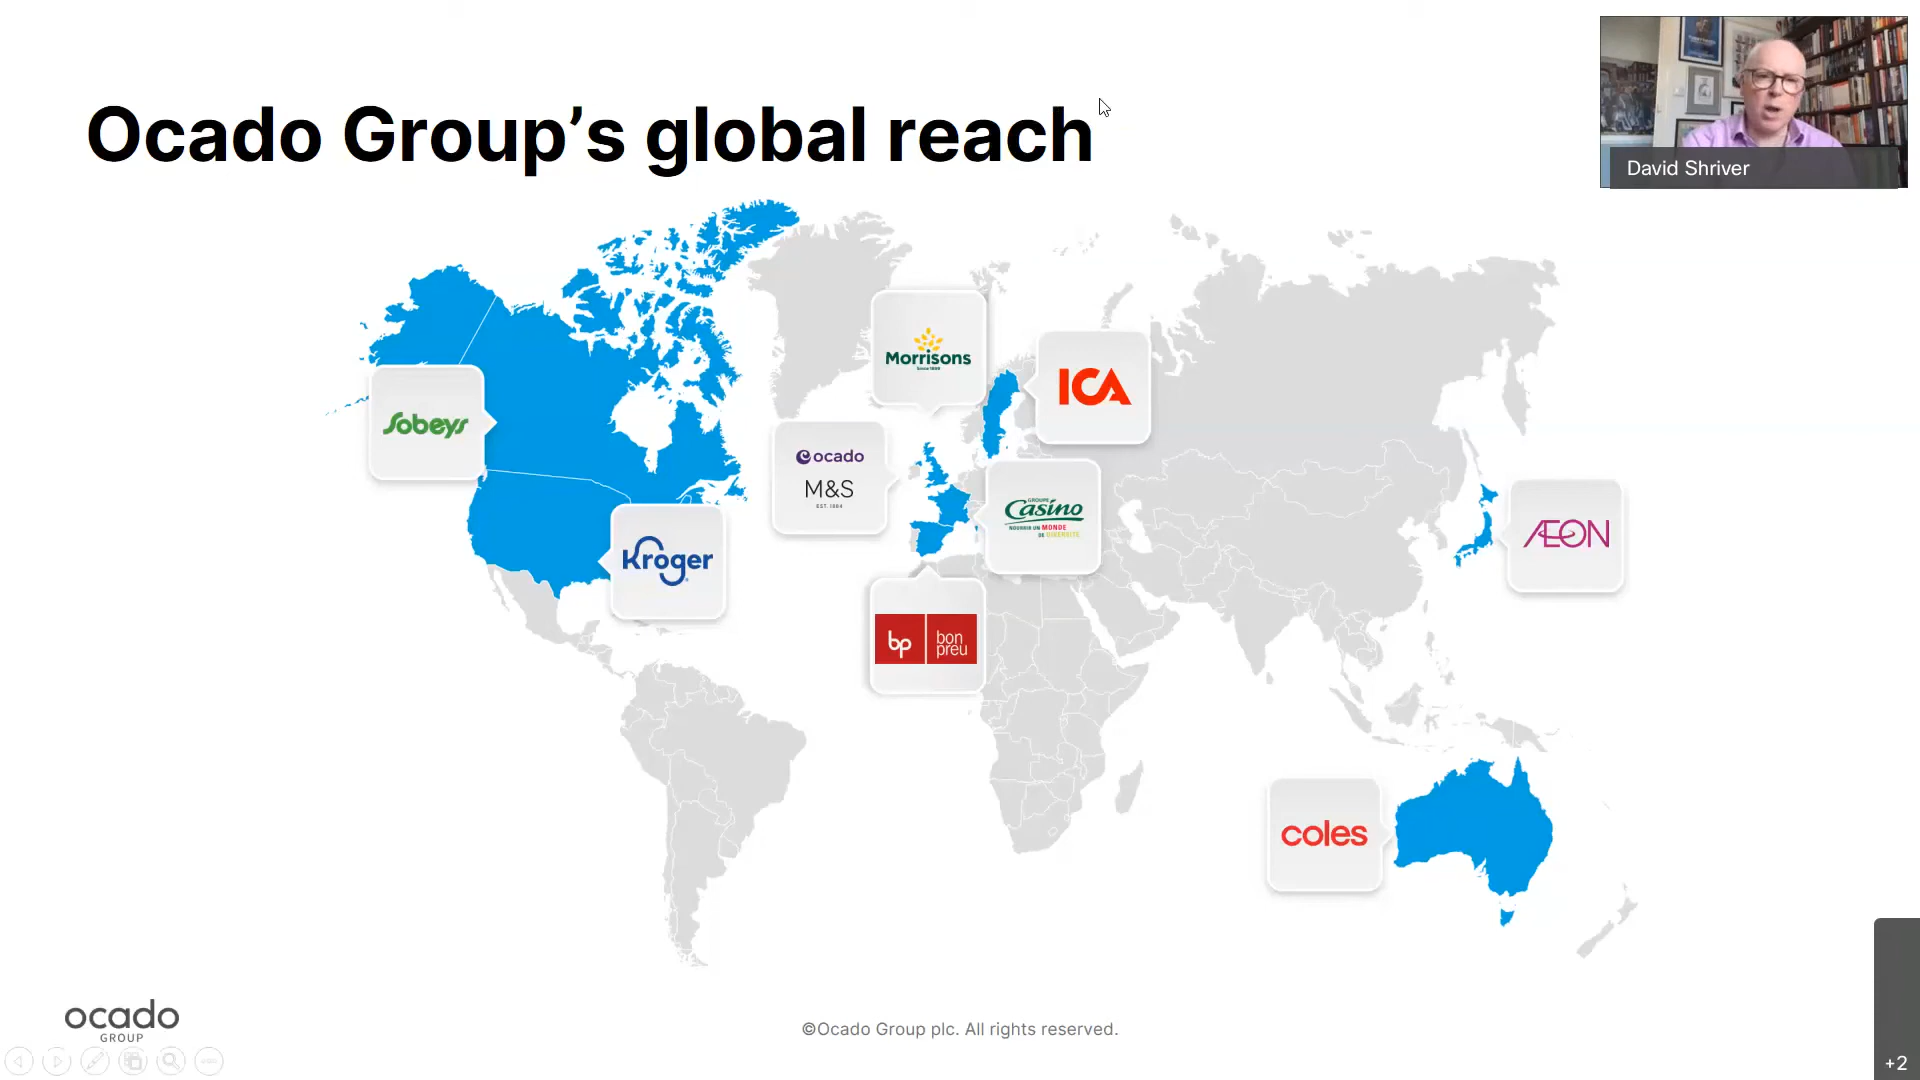 Ocado Group’s global reach
David Shriver
Morrisons
Since 1899
ICA
Sobeys
ocado
M&S
EST. 1884
GROUPE
Casino
NOURRIR UN MONDE
DE DIVERSITÉ
Kroger
ÆON
bp bon
preu
coles
ocado
GROUP
©Ocado Group plc. All rights reserved.
+2